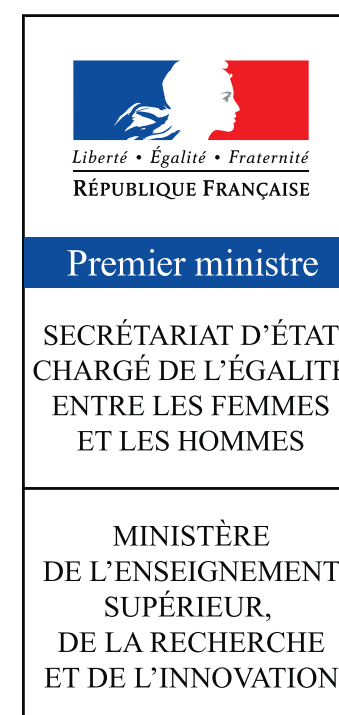 Liberté • Égalité • Fraternité
RÉPUBLIQUE FRANÇAISE
Premier ministre
SECRÉTARIAT D'ÉTAT
CHARGÉ DE L'ÉGALITÉ
ENTRE LES FEMMES
ET LES HOMMES
MINISTÈRE
DE L'ENSEIGNEMENT
SUPÉRIEUR,
DE LA RECHERCHE
ET DE L'INNOVATION